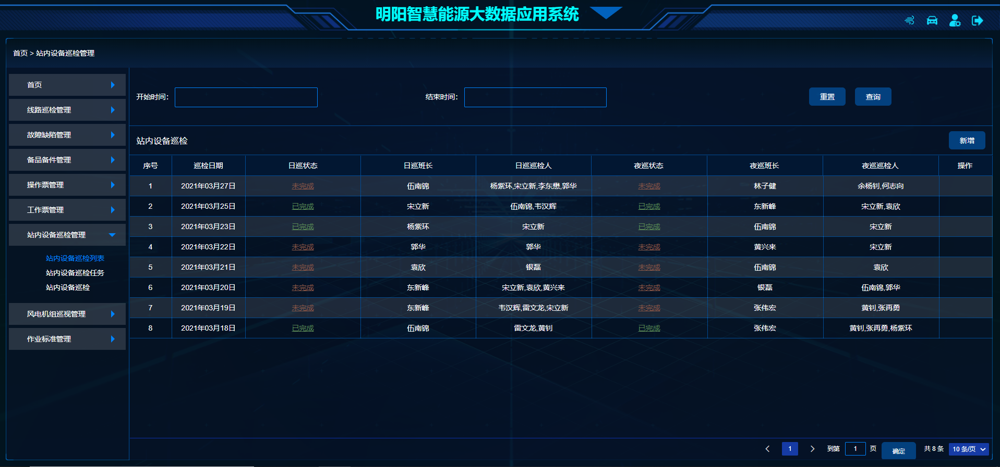 明阳智慧能源大数据应用系统
首页 > 站内设备巡检管理
首页
线路巡检管理
故障缺陷管理
备品备件管理
操作票管理
工作票管理
站内设备巡检管理
站内设备巡检列表
站内设备巡检任务
站内设备巡检
风电机组巡视管理
作业标准管理
开始时间： 结束时间： 重置 查询
站内设备巡检 新增
序号 巡检日期 日巡状态 日巡班长 日巡巡检人 夜巡状态 夜巡班长 夜巡巡检人 操作
1 2021年03月27日 未完成 伍南锦 杨紫环,宋立新,李东懋,郭华 未完成 林子健 余杨钊,何志向
2 2021年03月25日 已完成 宋立新 伍南锦,韦汉辉 已完成 东新峰 宋立新,袁欣
3 2021年03月23日 已完成 杨紫环 宋立新 已完成 伍南锦 宋立新
4 2021年03月22日 未完成 郭华 郭华 未完成 黄兴来 宋立新
5 2021年03月21日 未完成 袁欣 银磊 未完成 伍南锦 袁欣
6 2021年03月20日 未完成 东新峰 宋立新,袁欣,黄兴来 未完成 银磊 伍南锦,郭华
7 2021年03月19日 未完成 东新峰 韦汉辉,雷文龙,宋立新 未完成 张伟宏 黄钊,张再勇
8 2021年03月18日 已完成 伍南锦 雷文龙,黄钊 已完成 张伟宏 黄钊,张再勇,杨紫环
1 到第 1 页 确定 共 8 条 10 条/页